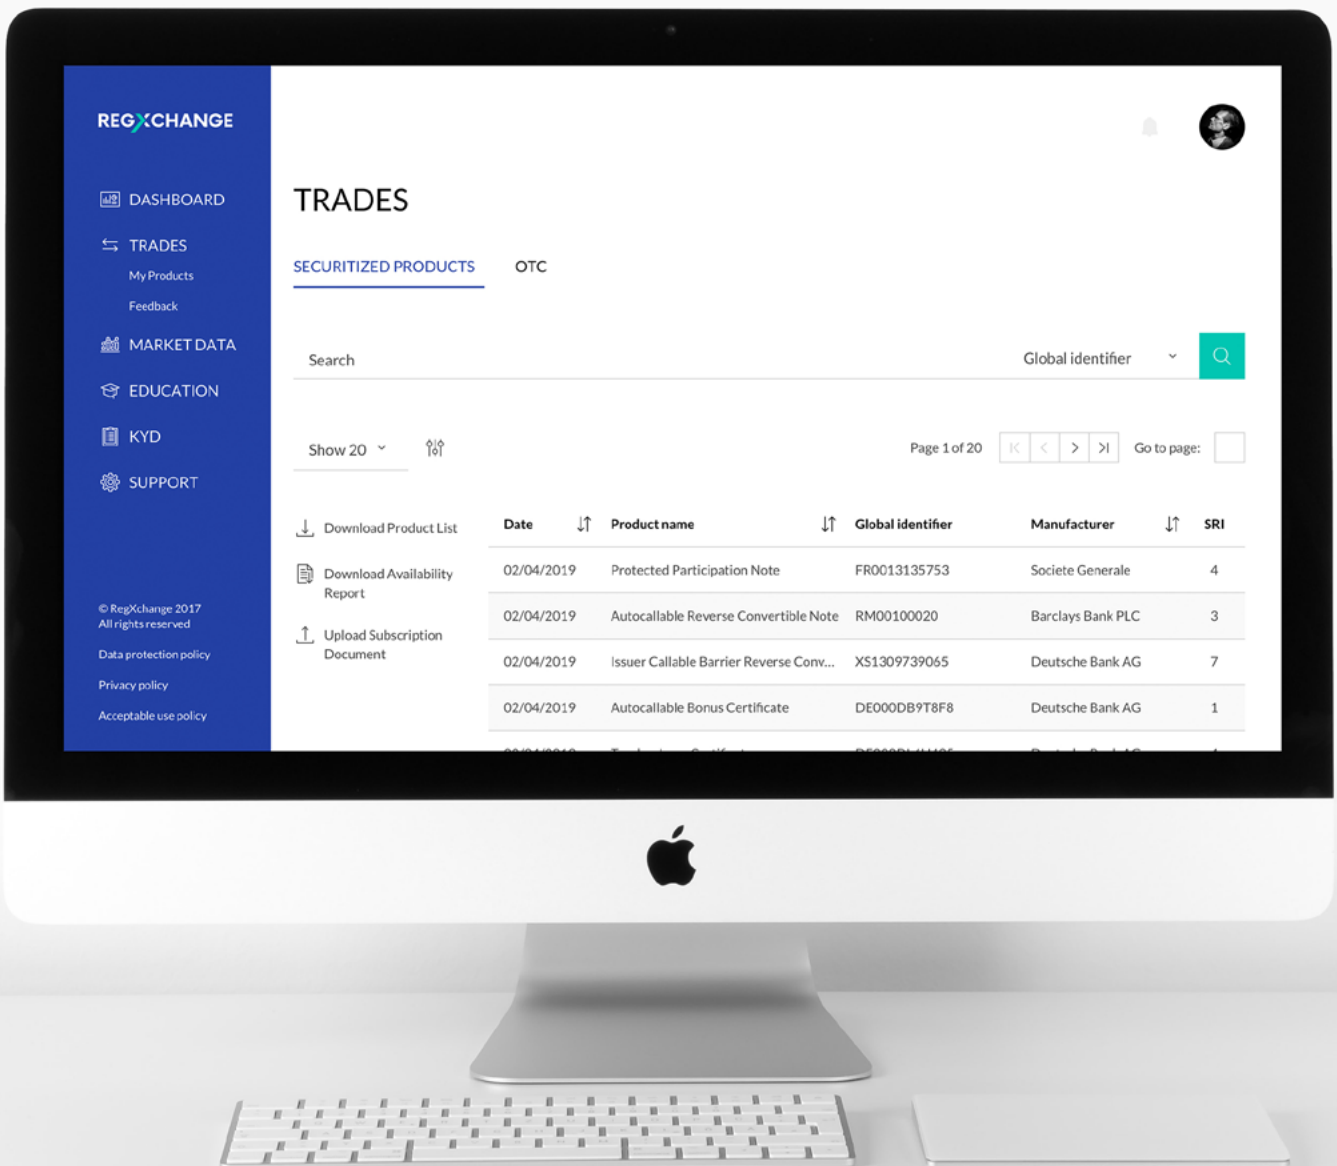 REGXCHANGE
DASHBOARD
TRADES
My Products
Feedback
MARKET DATA
EDUCATION
KYD
SUPPORT
© RegXchange 2017
All rights reserved
Data protection policy
Privacy policy
Acceptable use policy
TRADES
SECURITIZED PRODUCTS OTC
Search Global identifier
Show 20 Page 1 of 20 Go to page:
Download Product List
Download Availability
Report
Upload Subscription
Document
Date Product name Global identifier Manufacturer SRI
02/04/2019 Protected Participation Note FR0013135753 Societe Generale 4
02/04/2019 Autocallable Reverse Convertible Note RM00100020 Barclays Bank PLC 3
02/04/2019 Issuer Callable Barrier Reverse Conv... XS1309739065 Deutsche Bank AG 7
02/04/2019 Autocallable Bonus Certificate DE000DB9T8F8 Deutsche Bank AG 1